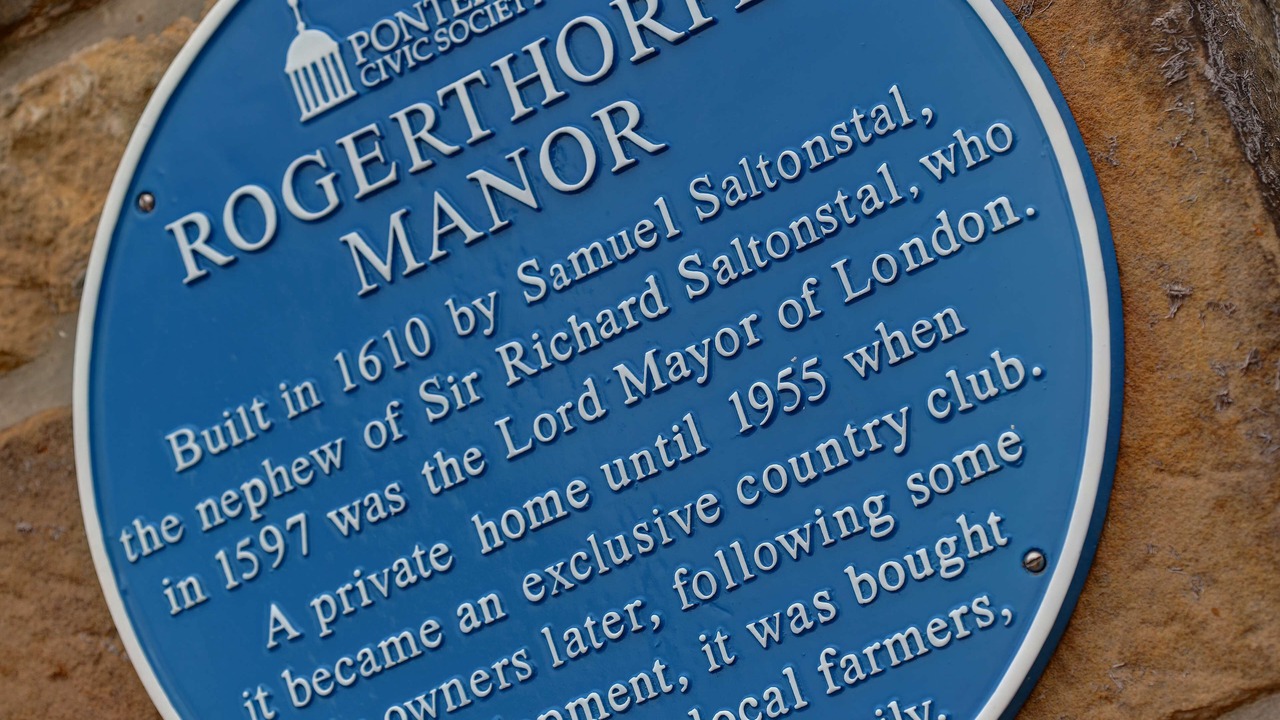 CIVIC SOCIETY
ROGERTHORPE
MANOR
Built in 1610 by Samuel Saltonstal,
the nephew of Sir Richard Saltonstal, who
in 1597 was the Lord Mayor of London.
A private home until 1955 when
it became an exclusive country club.
owners later, following some
it was bought
local farmers,